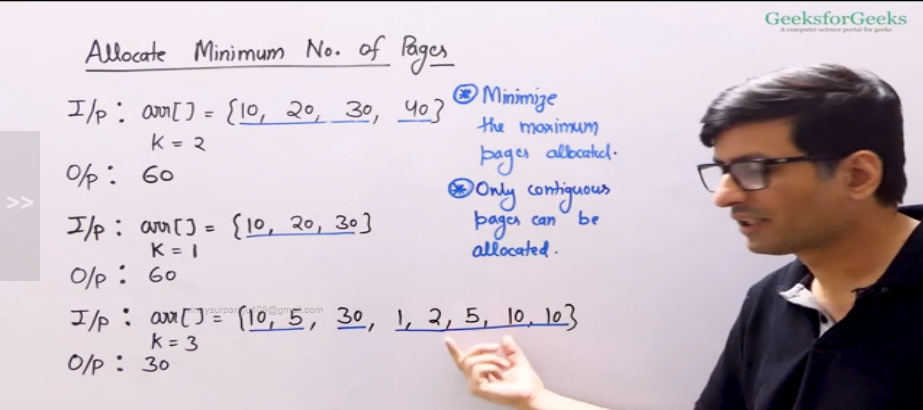 GeeksforGeeks
A computer science portal for geeks
Allocate Minimum No. of Pages
I/p : arr[] = {10, 20, 30, 40}
K = 2
O/p : 60
I/p : arr[] = {10, 20, 30}
K = 1
O/p : 60
I/p : arr[] = {10, 5, 30, 1, 2, 5, 10, 10}
K = 3
O/p : 30
* Minimize
the maximum
pages allocated.
* Only contiguous
pages can be
allocated.
>>